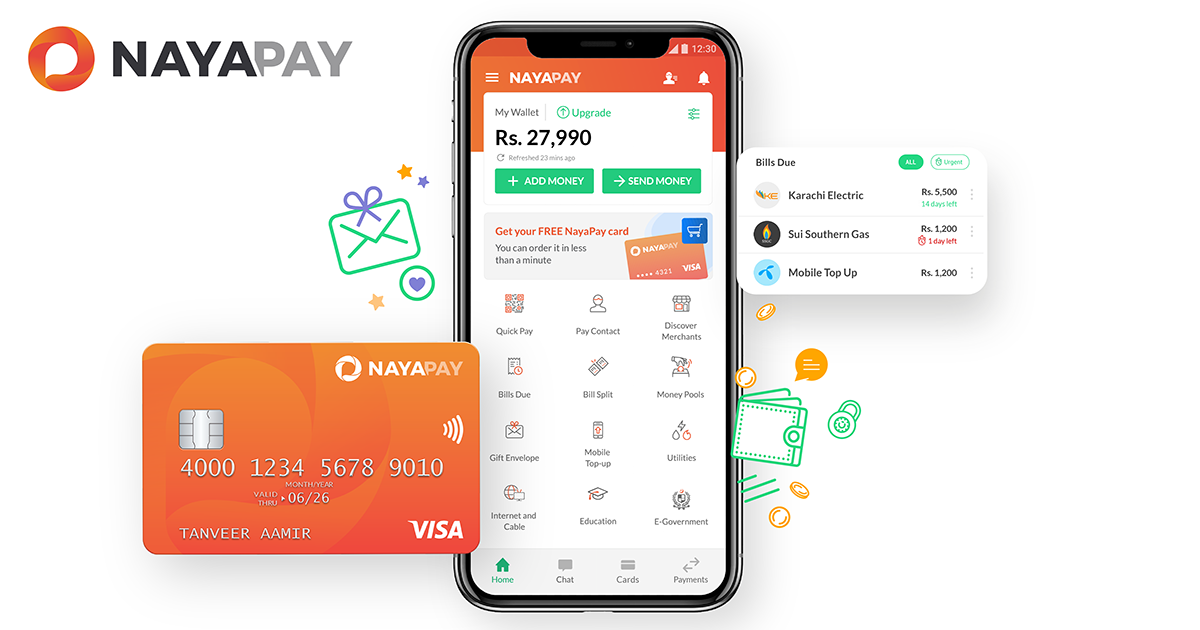 NAYAPAY
12:30
NAYAPAY
My Wallet
Upgrade
Rs. 27,990
Refreshed 23 mins ago
+ ADD MONEY
→ SEND MONEY
Get your FREE NayaPay card
You can order it in less
than a minute
NAYAPAY
•••• 4321
VISA
Quick Pay
Pay Contact
Discover
Merchants
Bills Due
Bill Split
Money Pools
Gift Envelope
Mobile
Top-up
Utilities
Internet and
Cable
Education
E-Government
Home
Chat
Cards
Payments
Bills Due
ALL
Urgent
KE
Karachi Electric
Rs. 5,500
14 days left
Sui Southern Gas
Rs. 1,200
1 day left
Mobile Top Up
Rs. 1,200
NAYAPAY
4000 1234 5678 9010
MONTH/YEAR
VALID
THRU
06/26
TANVEER AAMIR
VISA